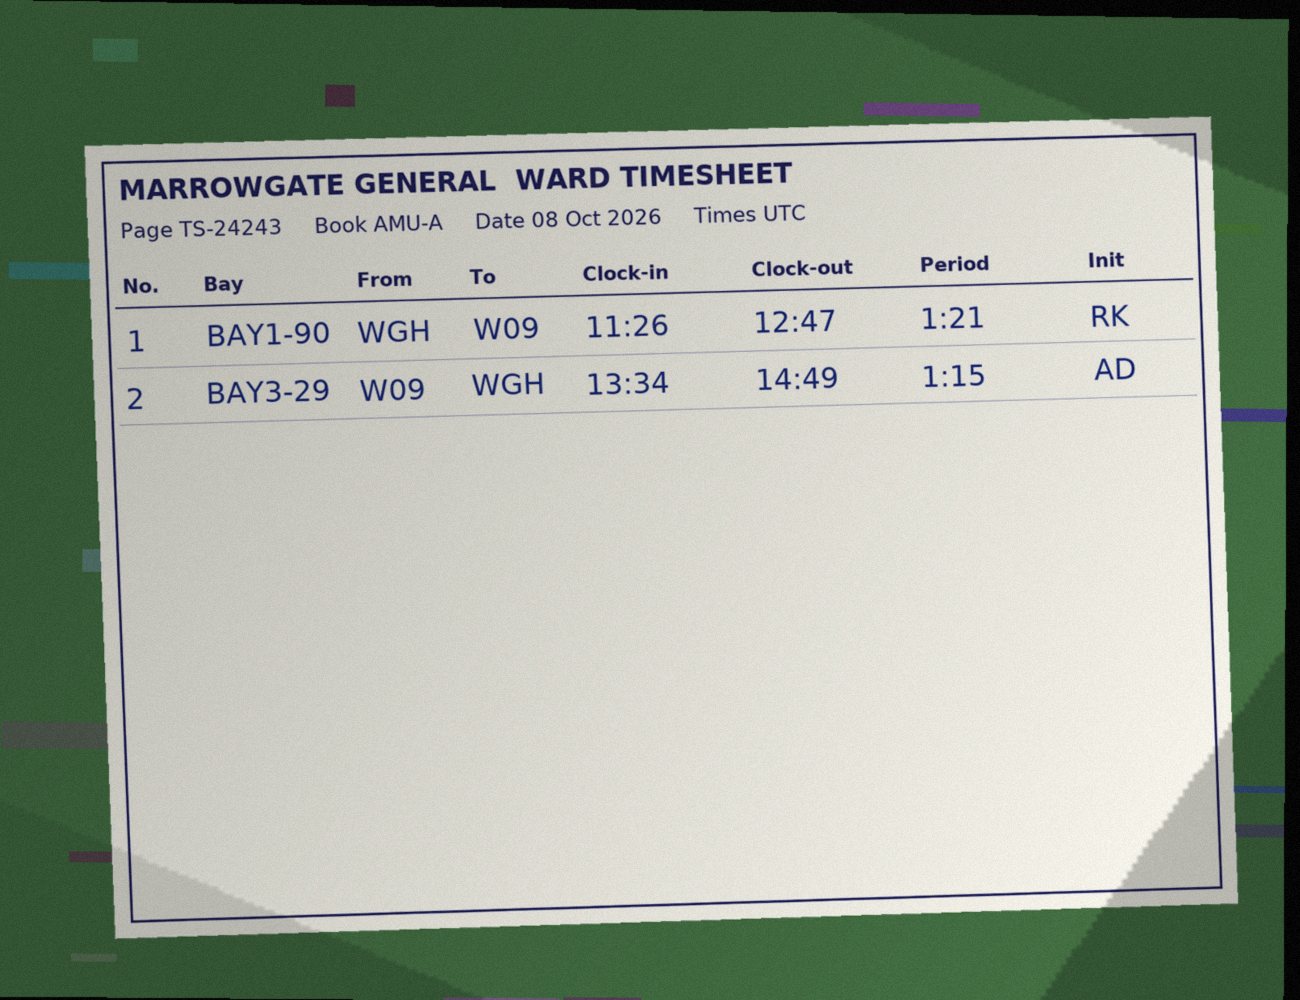 MARROWGATE GENERAL WARD TIMESHEET
Page TS-24243 Book AMU-A Date 08 Oct 2026 Times UTC
No. Bay From To Clock-in Clock-out Period Init
1 BAY1-90 WGH W09 11:26 12:47 1:21 RK
2 BAY3-29 W09 WGH 13:34 14:49 1:15 AD